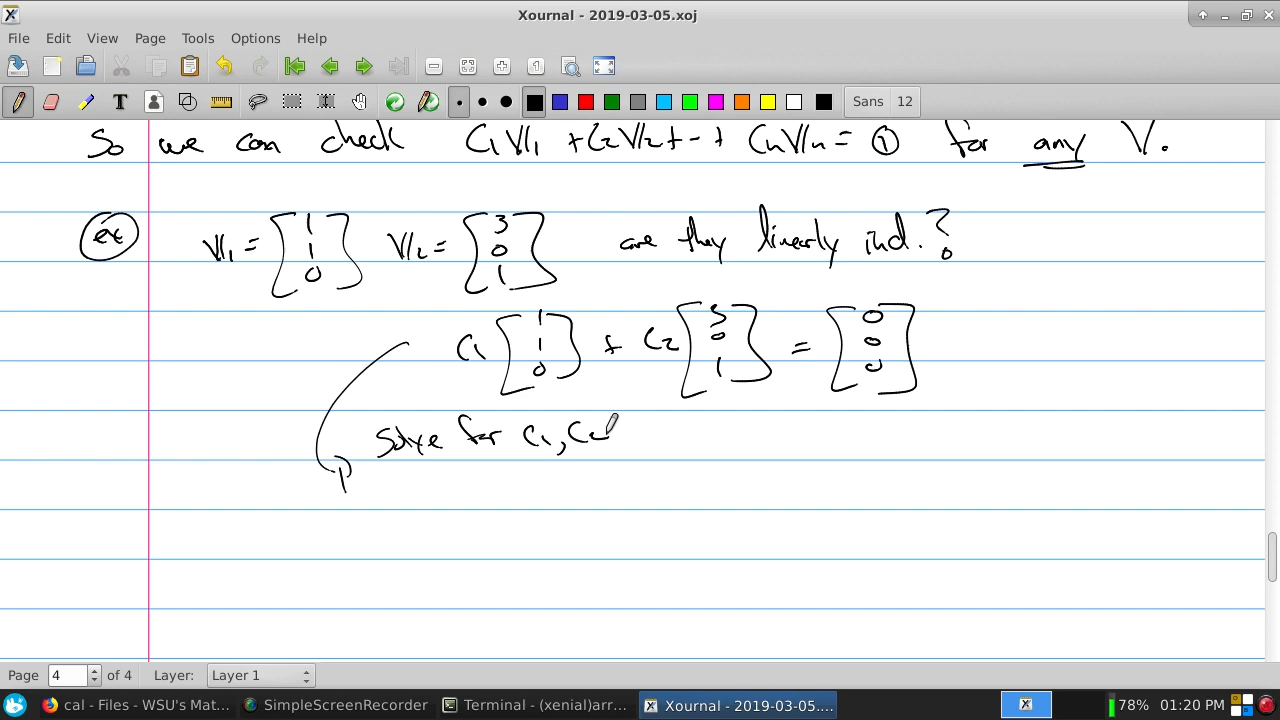 Xournal - 2019-03-05.xoj
File Edit View Page Tools Options Help
Sans 12
So we can check C1V1 + C2V2 + -- + CnVn = 0 for any V.
ex V1 = [1 1 0] V2 = [3 0 1] are they linearly ind.?
C1 [1 1 0] + C2 [3 0 1] = [0 0 0]
Solve for C1, C2
Page 4 of 4 Layer: Layer 1
cal - Files - WSU's Mat... SimpleScreenRecorder Terminal - (xenial)arr... Xournal - 2019-03-05.... 78% 01:20 PM